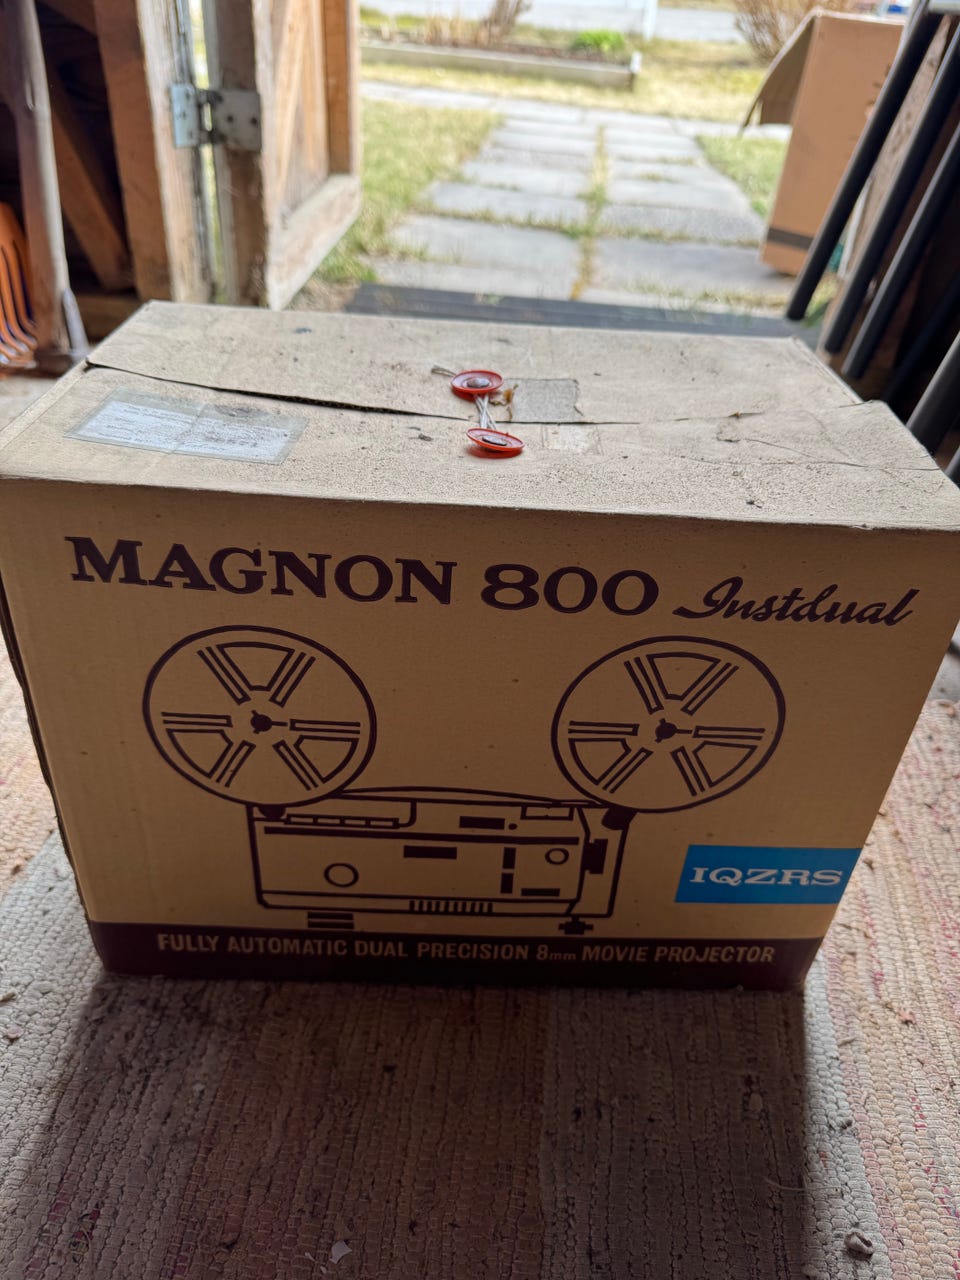 MAGNON 800 Instdual
IQZRS
FULLY AUTOMATIC DUAL PRECISION 8mm MOVIE PROJECTOR